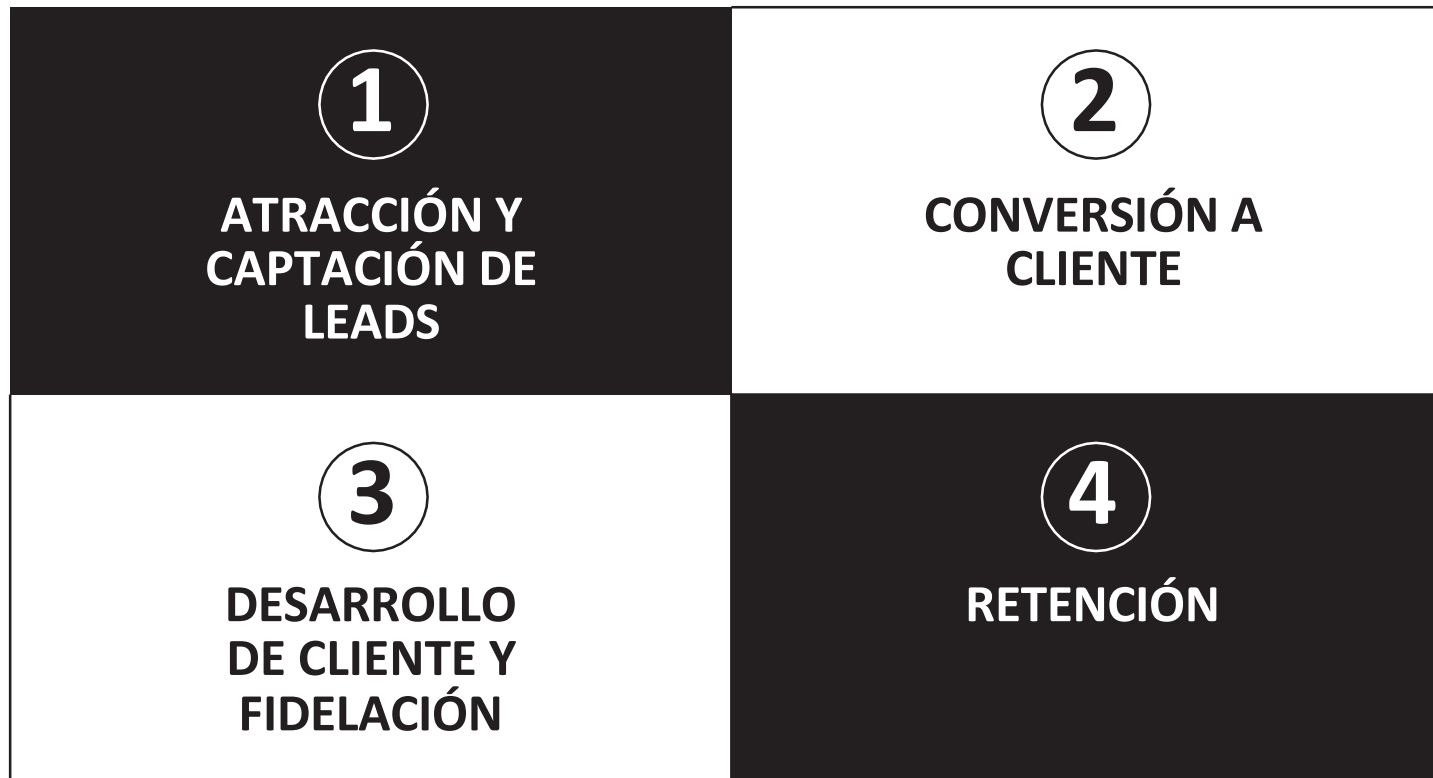 1
ATRACCIÓN Y
CAPTACIÓN DE
LEADS
2
CONVERSIÓN A
CLIENTE
3
DESARROLLO
DE CLIENTE Y
FIDELACIÓN
4
RETENCIÓN